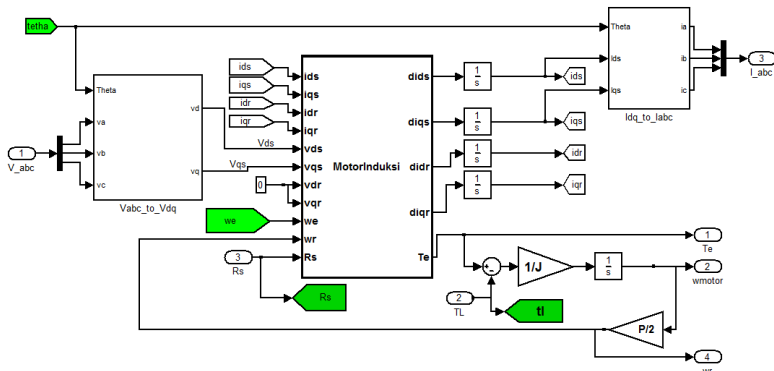 tetha
Theta
ia
Ids
ib
Iqs
ic
3
I_abc
Idq_to_Iabc
1
V_abc
Theta
va
vb
vc
vd
vq
Vabc_to_Vdq
Vds
Vqs
ids
iqs
idr
iqr
0
we
3
Rs
Rs
ids
iqs
idr
iqr
vds
vqs
vdr
vqr
we
wr
Rs
MotorInduksi
dids
diqs
didr
diqr
Te
1
s
1
s
1
s
1
s
ids
iqs
idr
iqr
1
Te
+
-
1/J
1
s
2
wmotor
2
TL
tl
P/2
4
wr